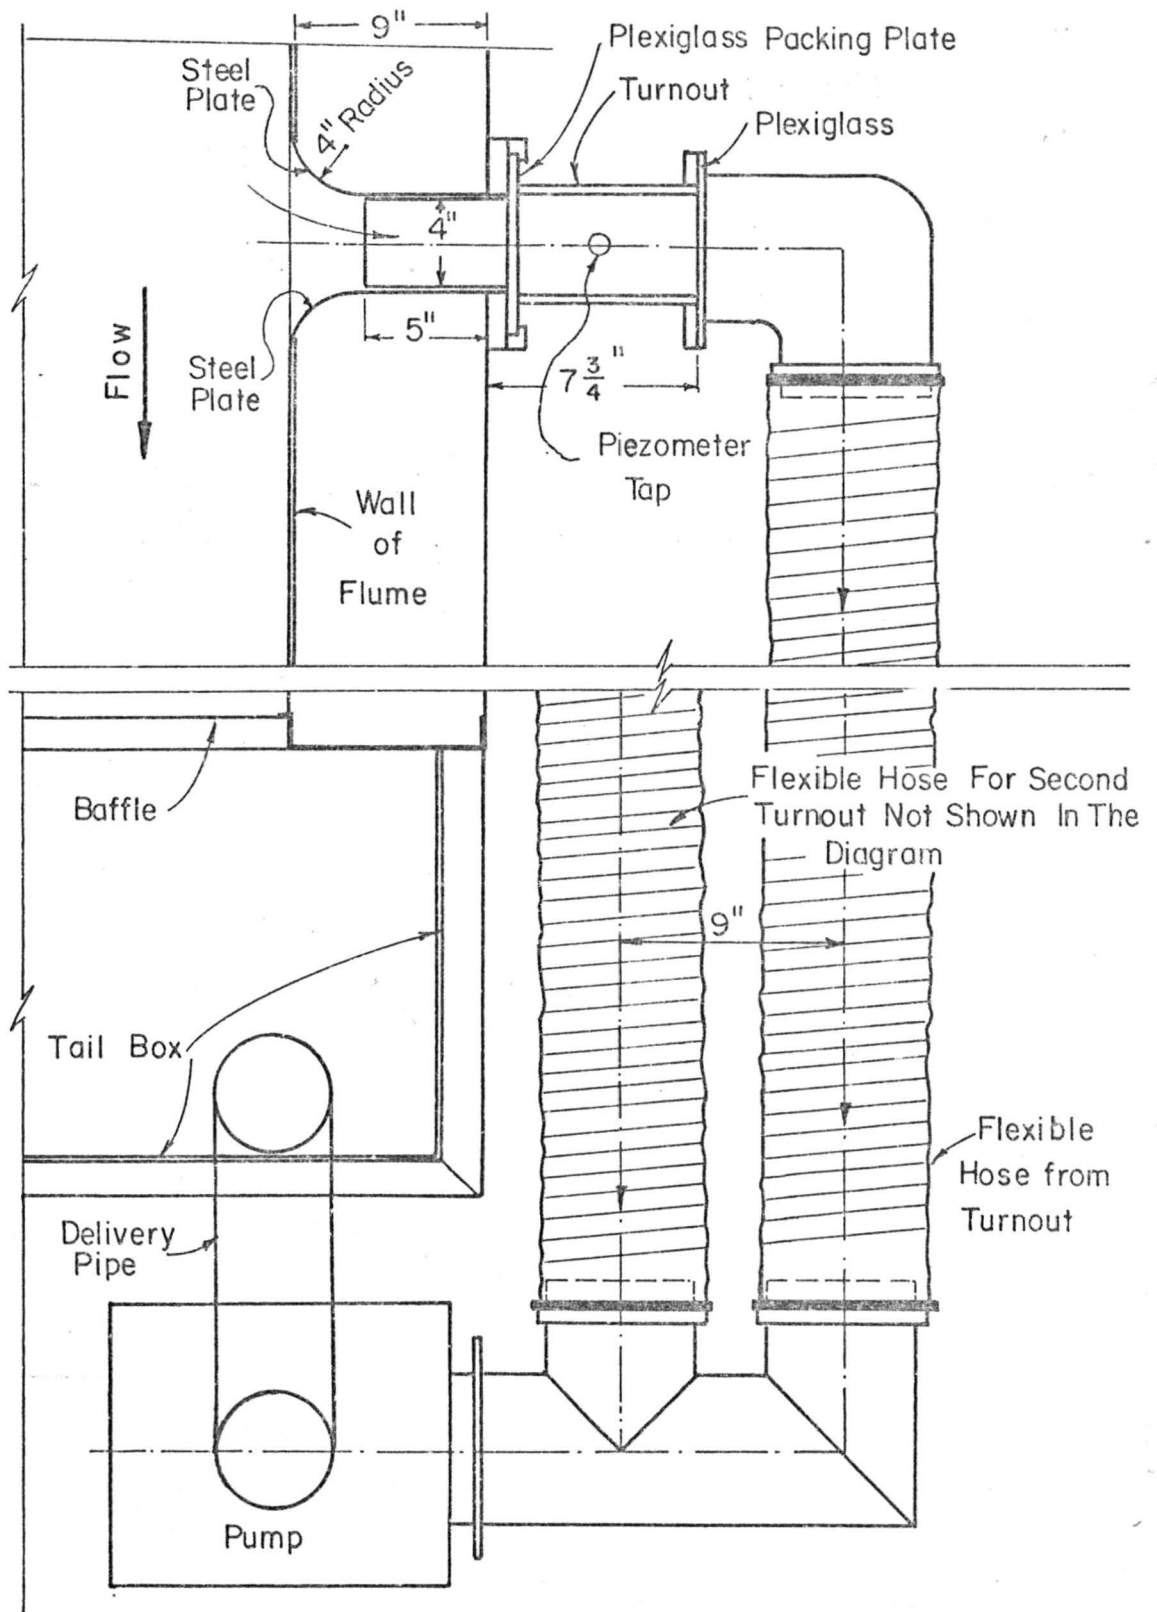 9"
Plexiglass Packing Plate
Steel
Plate
4" Radius
Turnout
Plexiglass
4"
5"
7 3/4"
Flow
Steel
Plate
Piezometer
Tap
Wall
of
Flume
Baffle
Flexible Hose For Second
Turnout Not Shown In The
Diagram
9"
Tail Box
Flexible
Hose from
Turnout
Delivery
Pipe
Pump